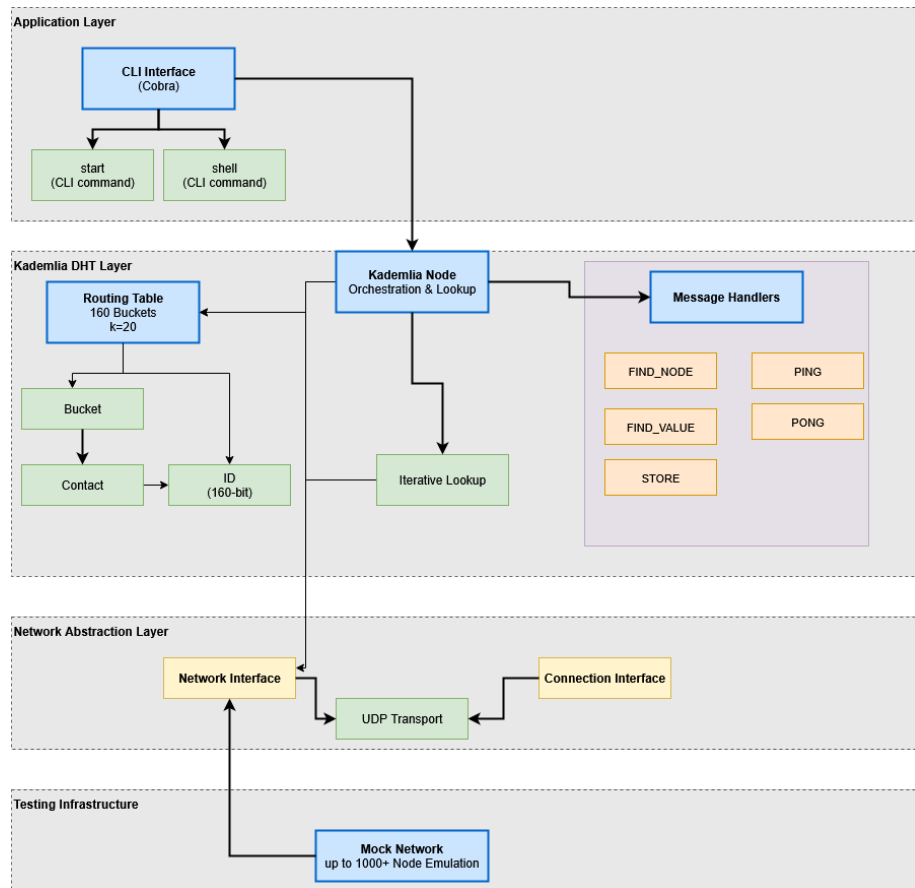 Application Layer
CLI Interface
(Cobra)
start
(CLI command)
shell
(CLI command)
Kademlia DHT Layer
Kademlia Node
Orchestration & Lookup
Routing Table
160 Buckets
k=20
Message Handlers
FIND_NODE
PING
Bucket
FIND_VALUE
PONG
Contact
ID
(160-bit)
Iterative Lookup
STORE
Network Abstraction Layer
Network Interface
Connection Interface
UDP Transport
Testing Infrastructure
Mock Network
up to 1000+ Node Emulation